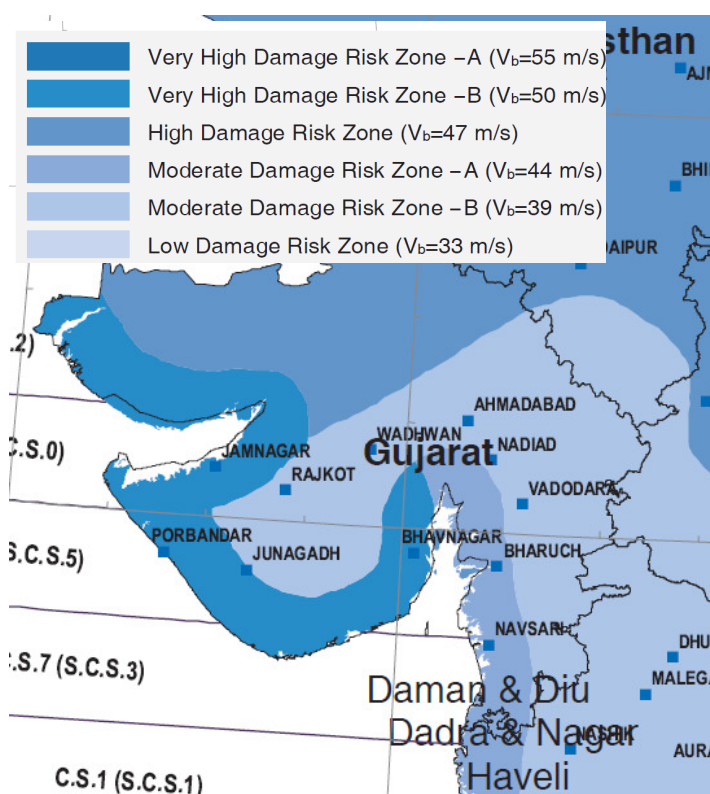 sthan
Very High Damage Risk Zone –A (Vb=55 m/s)
AJM
Very High Damage Risk Zone –B (Vb=50 m/s)
High Damage Risk Zone (Vb=47 m/s)
Moderate Damage Risk Zone –A (Vb=44 m/s)
BHI
Moderate Damage Risk Zone –B (Vb=39 m/s)
Low Damage Risk Zone (Vb=33 m/s)
DAIPUR
.2)
AHMADABAD
WADHWAN
C.S.0)
JAMNAGAR
Gujarat
NADIAD
RAJKOT
VADODARA
PORBANDAR
BHAVNAGAR
S.C.S.5)
JUNAGADH
BHARUCH
NAVSARI
DHU
C.S.7 (S.C.S.3)
MALEGA
Daman & Diu
Dadra & Nagar
NASHIK
AURA
Haveli
C.S.1 (S.C.S.1)